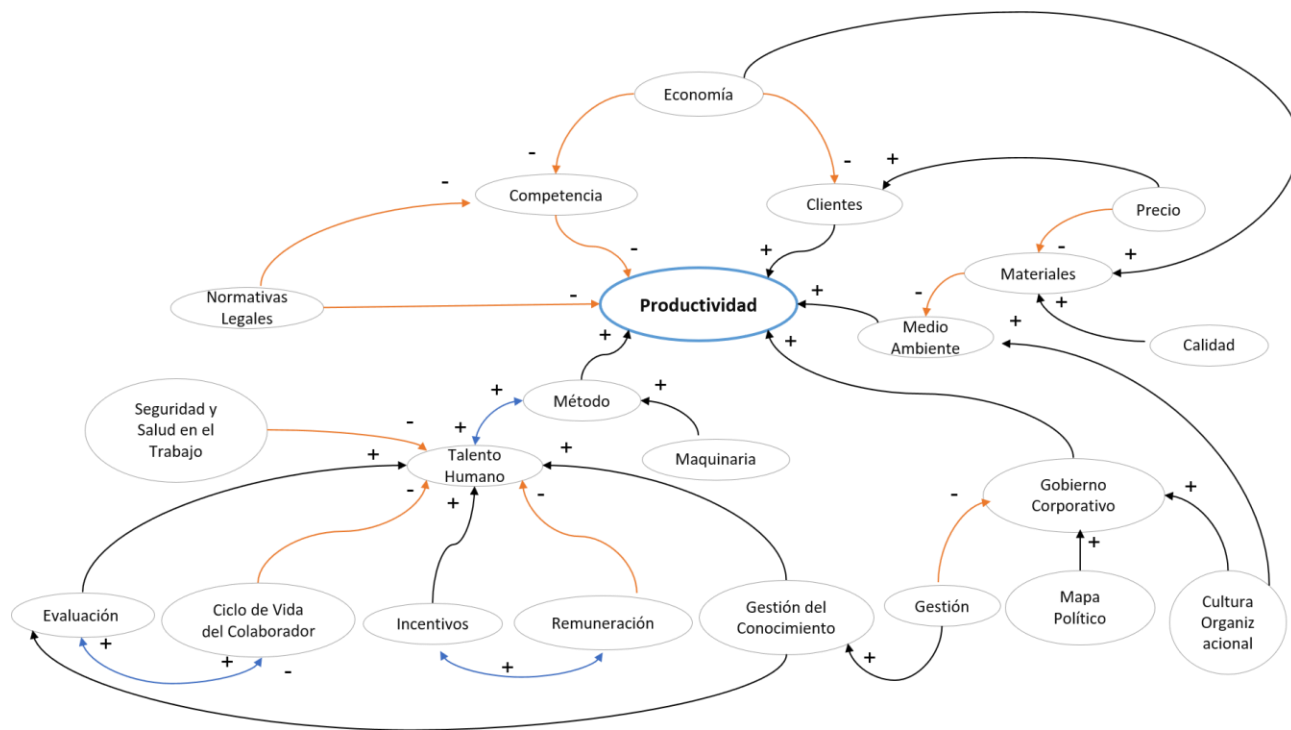 Economía
-
-
+
-
Competencia
Clientes
Precio
-
+
-
+
Materiales
Normativas
Legales
-
Productividad
+
-
+
+
Medio
Ambiente
Calidad
+
+
Seguridad y
Salud en el
Trabajo
+
Método
+
-
+
+
+
Talento
Humano
Maquinaria
-
+
-
Gobierno
Corporativo
-
+
+
Evaluación
Ciclo de Vida
del Colaborador
Incentivos
Remuneración
Gestión del
Conocimiento
Gestión
Mapa
Político
Cultura
Organiz
acional
+
+
-
+
+